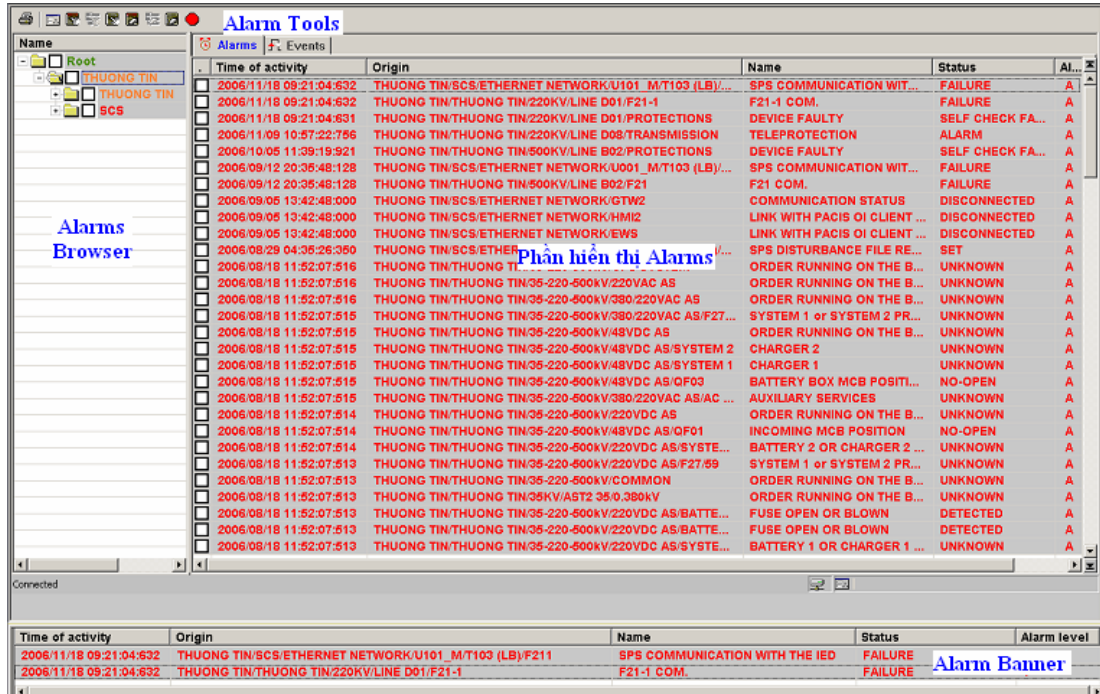 Alarm Tools
Name
Root
THUONG TIN
THUONG TIN
SCS
Alarms
Browser
Alarms Events
. Time of activity Origin Name Status Al...
2006/11/18 09:21:04:632 THUONG TIN/SCS/ETHERNET NETWORK/U101_M/T103 (LB)/... SPS COMMUNICATION WIT... FAILURE A
2006/11/18 09:21:04:632 THUONG TIN/THUONG TIN/220KV/LINE D01/F21-1 F21-1 COM. FAILURE A
2006/11/18 09:21:04:631 THUONG TIN/THUONG TIN/220KV/LINE D01/PROTECTIONS DEVICE FAULTY SELF CHECK FA... A
2006/11/09 10:57:22:756 THUONG TIN/THUONG TIN/220KV/LINE D08/TRANSMISSION TELEPROTECTION ALARM A
2006/10/05 11:39:19:921 THUONG TIN/THUONG TIN/500KV/LINE B02/PROTECTIONS DEVICE FAULTY SELF CHECK FA... A
2006/09/12 20:35:48:128 THUONG TIN/SCS/ETHERNET NETWORK/U001_M/T103 (LB)/... SPS COMMUNICATION WIT... FAILURE A
2006/09/12 20:35:48:128 THUONG TIN/THUONG TIN/500KV/LINE B02/F21 F21 COM. FAILURE A
2006/09/05 13:42:48:000 THUONG TIN/SCS/ETHERNET NETWORK/GTW2 COMMUNICATION STATUS DISCONNECTED A
2006/09/05 13:42:48:000 THUONG TIN/SCS/ETHERNET NETWORK/HMI2 LINK WITH PACIS OI CLIENT ... DISCONNECTED A
2006/09/05 13:42:48:000 THUONG TIN/SCS/ETHERNET NETWORK/EWS LINK WITH PACIS OI CLIENT ... DISCONNECTED A
2006/08/29 04:35:26:350 THUONG TIN/SCS/ETHER SPS DISTURBANCE FILE RE... SET A
Phần hiển thị Alarms
2006/08/18 11:52:07:516 THUONG TIN/THUONG TIN/35 ORDER RUNNING ON THE B... UNKNOWN A
2006/08/18 11:52:07:516 THUONG TIN/THUONG TIN/35-220-500kV/220VAC AS ORDER RUNNING ON THE B... UNKNOWN A
2006/08/18 11:52:07:516 THUONG TIN/THUONG TIN/35-220-500kV/380/220VAC AS ORDER RUNNING ON THE B... UNKNOWN A
2006/08/18 11:52:07:515 THUONG TIN/THUONG TIN/35-220-500kV/380/220VAC AS/F27... SYSTEM 1 or SYSTEM 2 PR... UNKNOWN A
2006/08/18 11:52:07:515 THUONG TIN/THUONG TIN/35-220-500kV/48VDC AS ORDER RUNNING ON THE B... UNKNOWN A
2006/08/18 11:52:07:515 THUONG TIN/THUONG TIN/35-220-500kV/48VDC AS/SYSTEM 2 CHARGER 2 UNKNOWN A
2006/08/18 11:52:07:515 THUONG TIN/THUONG TIN/35-220-500kV/48VDC AS/SYSTEM 1 CHARGER 1 UNKNOWN A
2006/08/18 11:52:07:515 THUONG TIN/THUONG TIN/35-220-500kV/48VDC AS/QF03 BATTERY BOX MCB POSITI... NO-OPEN A
2006/08/18 11:52:07:515 THUONG TIN/THUONG TIN/35-220-500kV/380/220VAC AS/AC ... AUXILIARY SERVICES UNKNOWN A
2006/08/18 11:52:07:514 THUONG TIN/THUONG TIN/35-220-500kV/220VDC AS ORDER RUNNING ON THE B... UNKNOWN A
2006/08/18 11:52:07:514 THUONG TIN/THUONG TIN/35-220-500kV/48VDC AS/QF01 INCOMING MCB POSITION NO-OPEN A
2006/08/18 11:52:07:514 THUONG TIN/THUONG TIN/35-220-500kV/220VDC AS/SYSTE... BATTERY 2 OR CHARGER 2 ... UNKNOWN A
2006/08/18 11:52:07:513 THUONG TIN/THUONG TIN/35-220-500kV/220VDC AS/F27/59 SYSTEM 1 or SYSTEM 2 PR... UNKNOWN A
2006/08/18 11:52:07:513 THUONG TIN/THUONG TIN/35-220-500kV/COMMON ORDER RUNNING ON THE B... UNKNOWN A
2006/08/18 11:52:07:513 THUONG TIN/THUONG TIN/35KV/AST2 35/0.380kV ORDER RUNNING ON THE B... UNKNOWN A
2006/08/18 11:52:07:513 THUONG TIN/THUONG TIN/35-220-500kV/220VDC AS/BATTE... FUSE OPEN OR BLOWN DETECTED A
2006/08/18 11:52:07:513 THUONG TIN/THUONG TIN/35-220-500kV/220VDC AS/BATTE... FUSE OPEN OR BLOWN DETECTED A
2006/08/18 11:52:07:513 THUONG TIN/THUONG TIN/35-220-500kV/220VDC AS/SYSTE... BATTERY 1 OR CHARGER 1 ... UNKNOWN A
Connected
Time of activity Origin Name Status Alarm level
2006/11/18 09:21:04:632 THUONG TIN/SCS/ETHERNET NETWORK/U101_M/T103 (LB)/F211 SPS COMMUNICATION WITH THE IED FAILURE
2006/11/18 09:21:04:632 THUONG TIN/THUONG TIN/220KV/LINE D01/F21-1 F21-1 COM. FAILURE
Alarm Banner